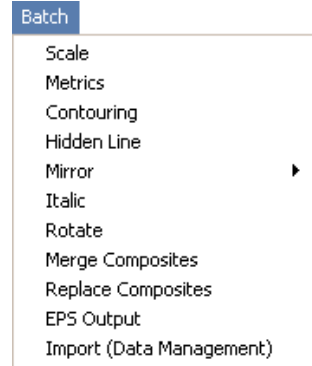 Batch
Scale
Metrics
Contouring
Hidden Line
Mirror
Italic
Rotate
Merge Composites
Replace Composites
EPS Output
Import (Data Management)